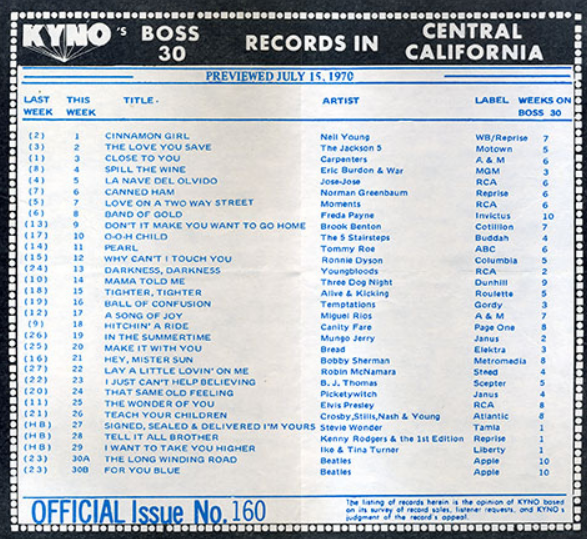 KYNO 's BOSS 30 RECORDS IN CENTRAL CALIFORNIA
PREVIEWED JULY 15, 1970
LAST WEEK THIS WEEK TITLE ARTIST LABEL WEEKS ON BOSS 30
(2) 1 CINNAMON GIRL Neil Young WB/Reprise 7
(3) 2 THE LOVE YOU SAVE The Jackson 5 Motown 5
(1) 3 CLOSE TO YOU Carpenters A & M 6
(8) 4 SPILL THE WINE Eric Burdon & War MGM 3
(4) 5 LA NAVE DEL OLVIDO Jose-Jose RCA 6
(7) 6 CANNED HAM Norman Greenbaum Reprise 6
(5) 7 LOVE ON A TWO WAY STREET Moments RCA 6
(6) 8 BAND OF GOLD Freda Payne Invictus 10
(13) 9 DON'T IT MAKE YOU WANT TO GO HOME Brook Benton Cotillion 7
(17) 10 O-O-H CHILD The 5 Stairsteps Buddah 4
(14) 11 PEARL Tommy Roe ABC 6
(15) 12 WHY CAN'T I TOUCH YOU Ronnie Dyson Columbia 5
(24) 13 DARKNESS, DARKNESS Youngbloods RCA 2
(10) 14 MAMA TOLD ME Three Dog Night Dunhill 9
(18) 15 TIGHTER, TIGHTER Alive & Kicking Roulette 5
(19) 16 BALL OF CONFUSION Temptations Gordy 3
(12) 17 A SONG OF JOY Miguel Rios A & M 7
(9) 18 HITCHIN' A RIDE Canity Fare Page One 8
(26) 19 IN THE SUMMERTIME Mungo Jerry Janus 2
(25) 20 MAKE IT WITH YOU Bread Elektra 3
(16) 21 HEY, MISTER SUN Bobby Sherman Metromedia 8
(27) 22 LAY A LITTLE LOVIN' ON ME Robin McNamara Steed 4
(22) 23 I JUST CAN'T HELP BELIEVING B. J. Thomas Scepter 5
(20) 24 THAT SAME OLD FEELING Picketywitch Janus 4
(11) 25 THE WONDER OF YOU Elvis Presley RCA 8
(21) 26 TEACH YOUR CHILDREN Crosby,Stills,Nash & Young Atlantic 8
(HB) 27 SIGNED, SEALED & DELIVERED I'M YOURS Stevie Wonder Tamla 1
(HB) 28 TELL IT ALL BROTHER Kenny Rodgers & the 1st Edition Reprise 1
(HB) 29 I WANT TO TAKE YOU HIGHER Ike & Tina Turner Liberty 1
(23) 30A THE LONG WINDING ROAD Beatles Apple 10
(23) 30B FOR YOU BLUE Beatles Apple 10
OFFICIAL Issue No. 160
The listing of records herein is the opinion of KYNO based
on its survey of record sales, listener requests, and KYNO's
judgment of the record's appeal.